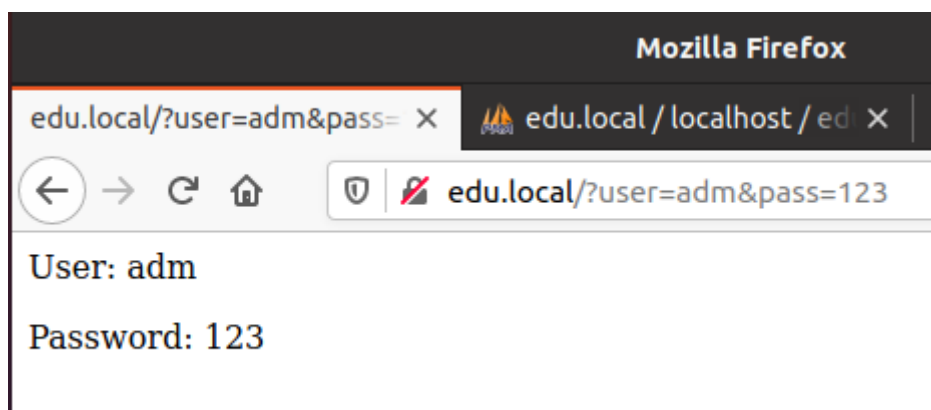 Mozilla Firefox
edu.local/?user=adm&pass=
edu.local / localhost / ed
edu.local/?user=adm&pass=123
User: adm
Password: 123